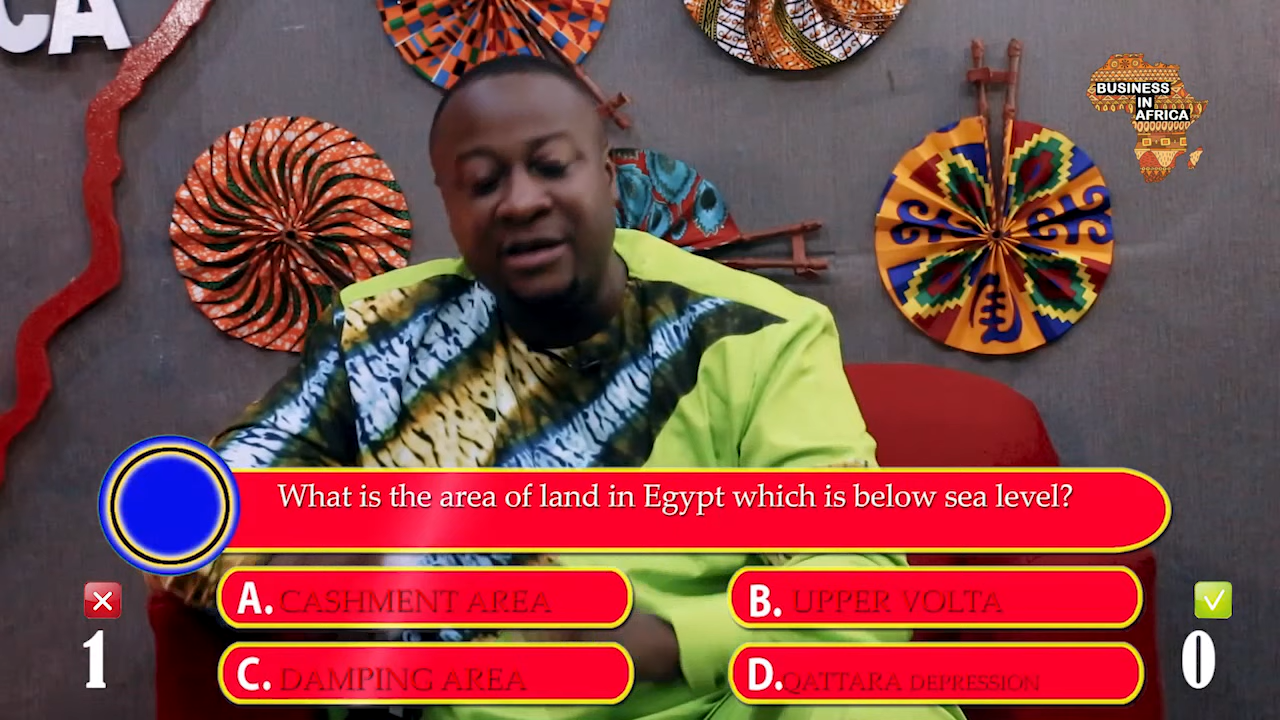 CA
BUSINESS
IN
AFRICA
What is the area of land in Egypt which is below sea level?
A. CASHMENT AREA
B. UPPER VOLTA
C. DAMPING AREA
D. QATTARA DEPRESSION
1
0